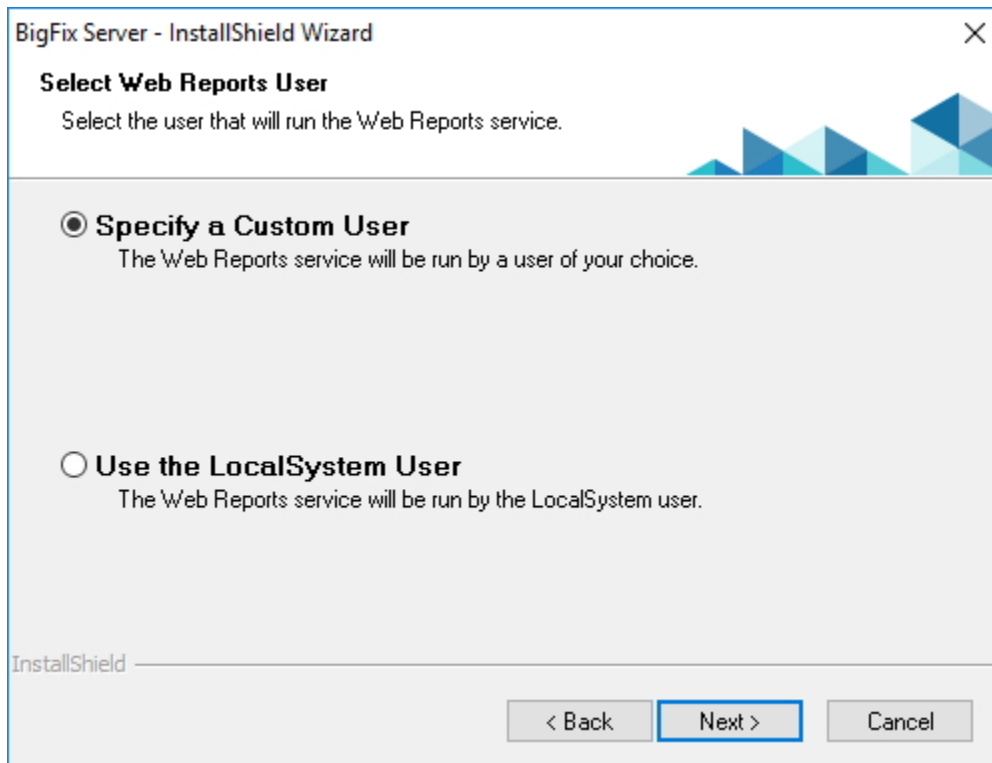 BigFix Server - InstallShield Wizard
Select Web Reports User
Select the user that will run the Web Reports service.
Specify a Custom User
The Web Reports service will be run by a user of your choice.
Use the LocalSystem User
The Web Reports service will be run by the LocalSystem user.
InstallShield
< Back
Next >
Cancel